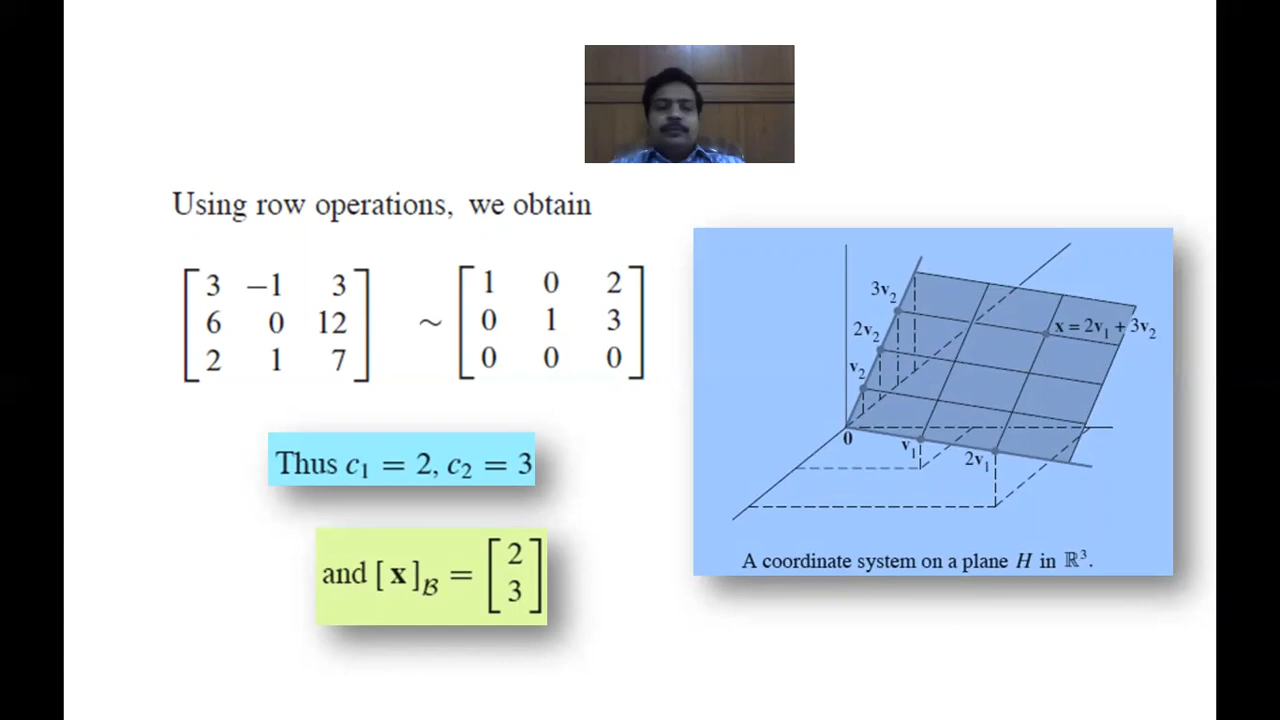 Using row operations, we obtain
[3 −1 3
6 0 12
2 1 7] ∼ [1 0 2
0 1 3
0 0 0]
Thus c₁ = 2, c₂ = 3
and [x]_ℬ = [2
3]
3v₂
2v₂
x = 2v₁ + 3v₂
v₂
0
v₁
2v₁
A coordinate system on a plane H in ℝ³.